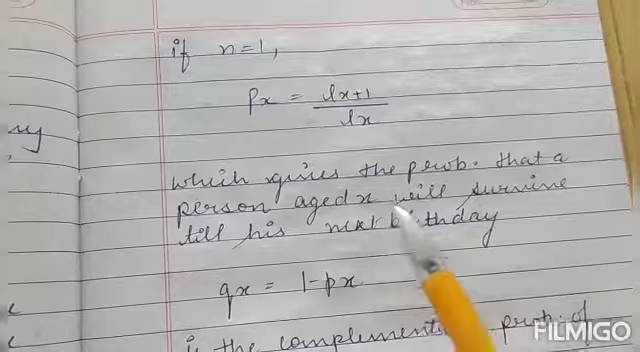 if n=1,
px = lx+1 / lx
which gives the prob. that a
person aged x will survive
till his next birthday
qx = 1-px
is the complementary prob. of
FILMIGO